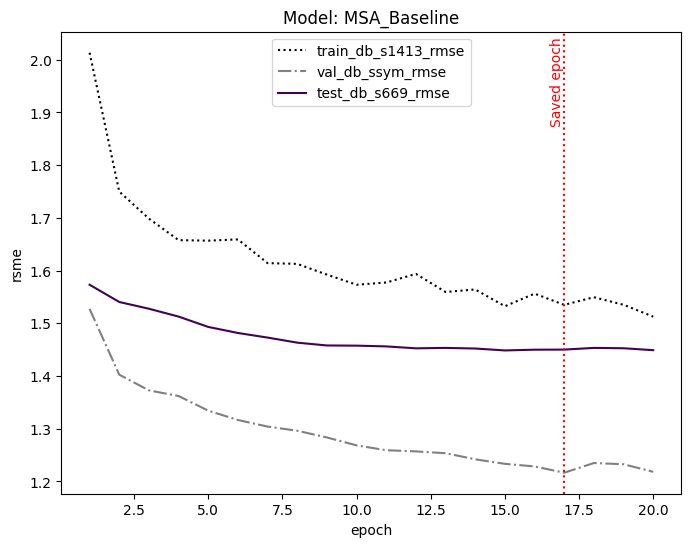 Model: MSA_Baseline
train_db_s1413_rmse
val_db_ssym_rmse
test_db_s669_rmse
Saved epoch
rsme
2.0
1.9
1.8
1.7
1.6
1.5
1.4
1.3
1.2
2.5
5.0
7.5
10.0
12.5
15.0
17.5
20.0
epoch